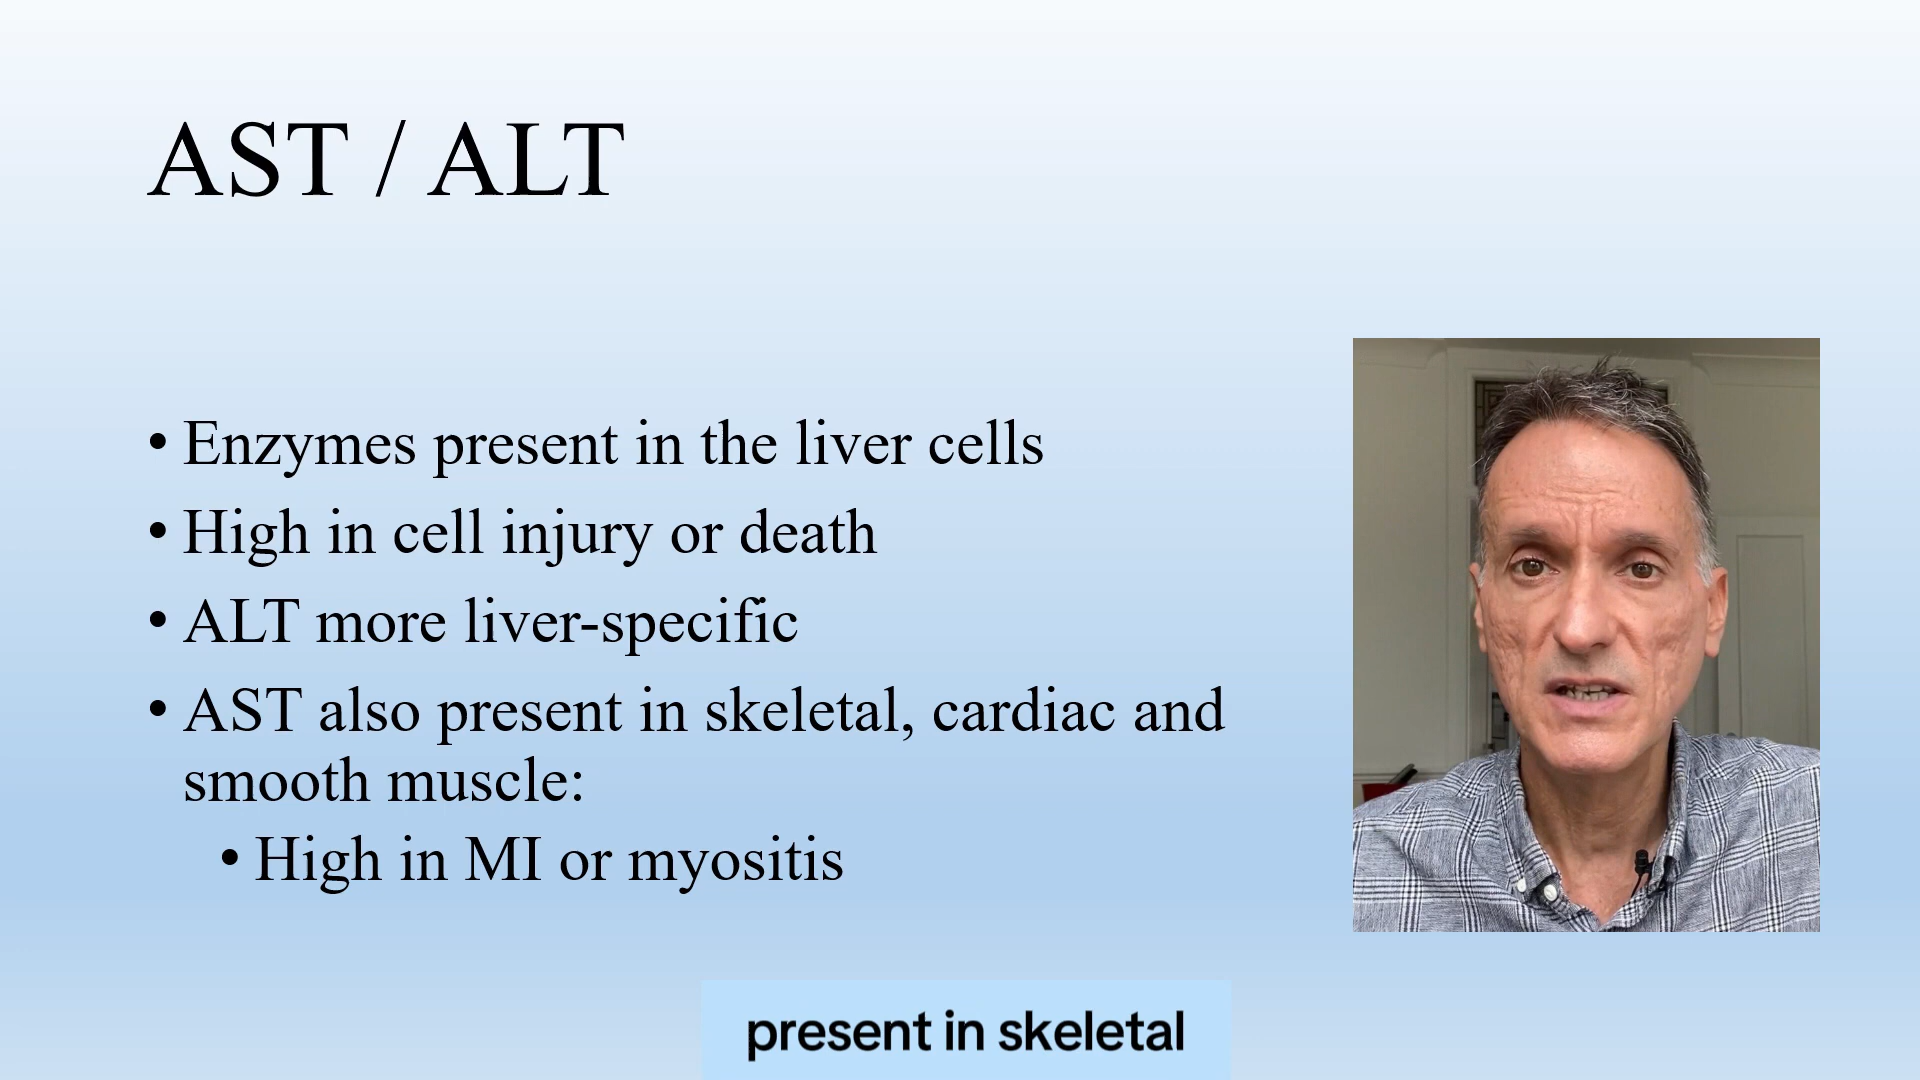 AST / ALT
• Enzymes present in the liver cells
• High in cell injury or death
• ALT more liver-specific
• AST also present in skeletal, cardiac and
smooth muscle:
• High in MI or myositis
present in skeletal